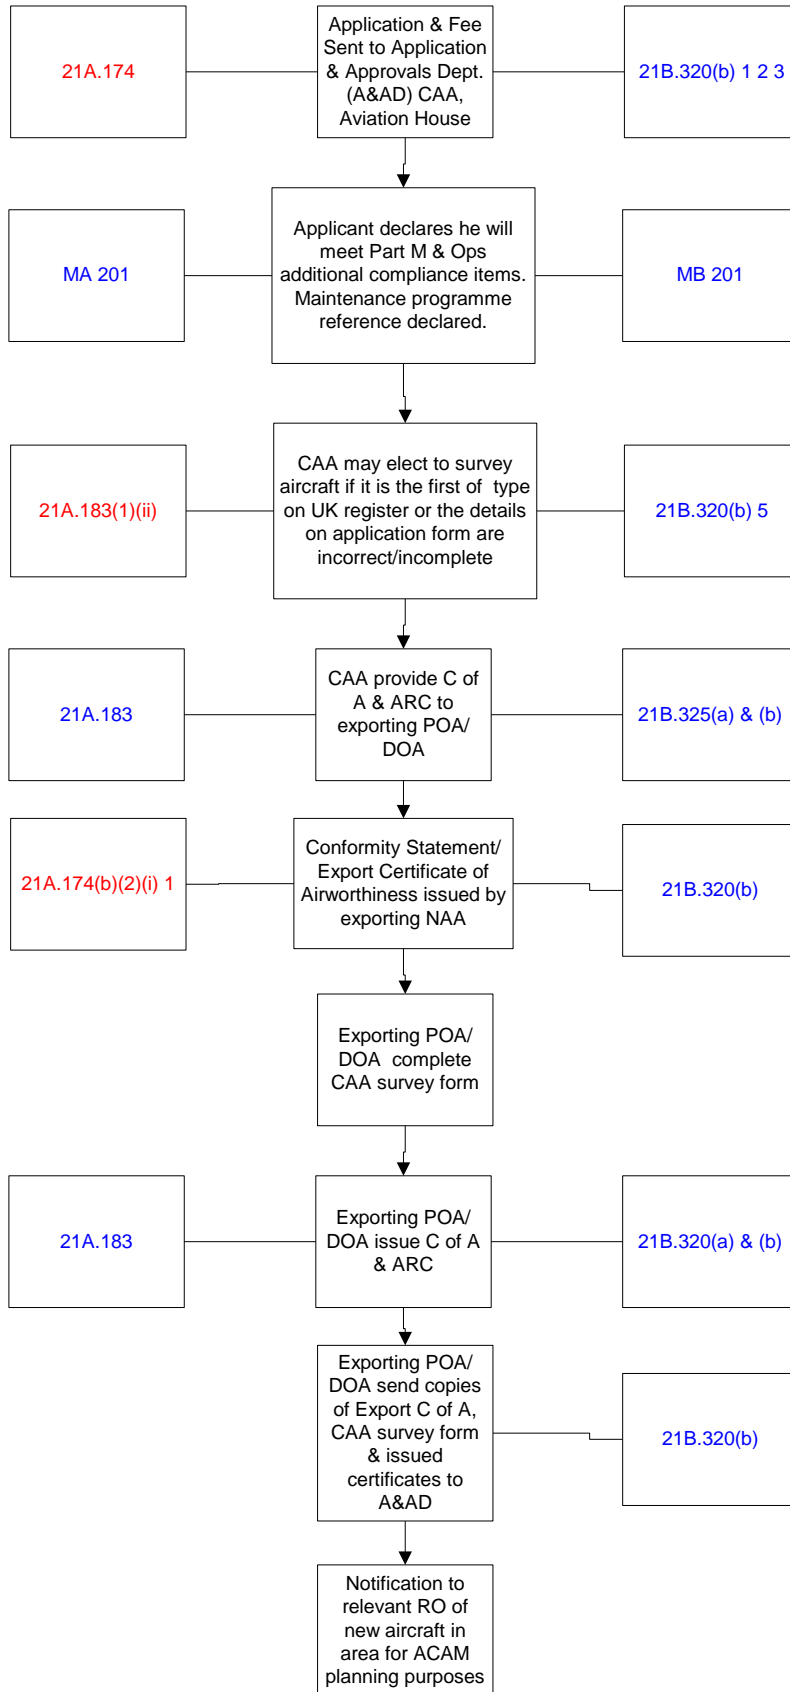 21A.174
Application & Fee
Sent to Application
& Approvals Dept.
(A&AD) CAA,
Aviation House
21B.320(b) 1 2 3
MA 201
Applicant declares he will
meet Part M & Ops
additional compliance items.
Maintenance programme
reference declared.
MB 201
21A.183(1)(ii)
CAA may elect to survey
aircraft if it is the first of type
on UK register or the details
on application form are
incorrect/incomplete
21B.320(b) 5
21A.183
CAA provide C of
A & ARC to
exporting POA/
DOA
21B.325(a) & (b)
21A.174(b)(2)(i) 1
Conformity Statement/
Export Certificate of
Airworthiness issued by
exporting NAA
21B.320(b)
Exporting POA/
DOA complete
CAA survey form
21A.183
Exporting POA/
DOA issue C of A
& ARC
21B.320(a) & (b)
Exporting POA/
DOA send copies
of Export C of A,
CAA survey form
& issued
certificates to
A&AD
21B.320(b)
Notification to
relevant RO of
new aircraft in
area for ACAM
planning purposes